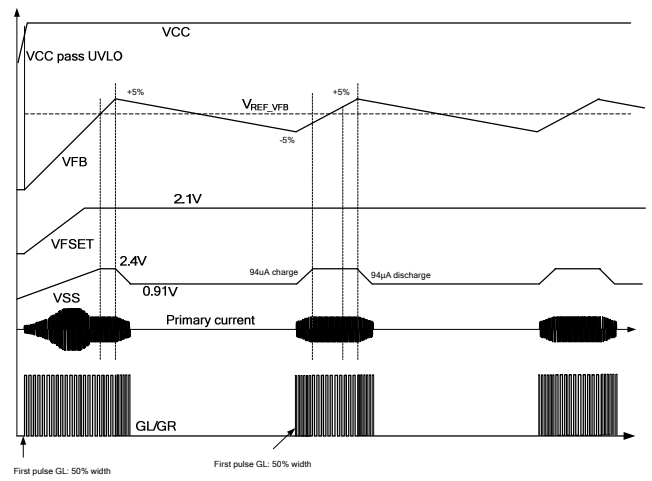 VCC
VCC pass UVLO
+5%
+5%
VREF_VFB
-5%
VFB
2.1V
VFSET
2.4V
94uA charge
94µA discharge
0.91V
VSS
Primary current
GL/GR
First pulse GL: 50% width
First pulse GL: 50% width